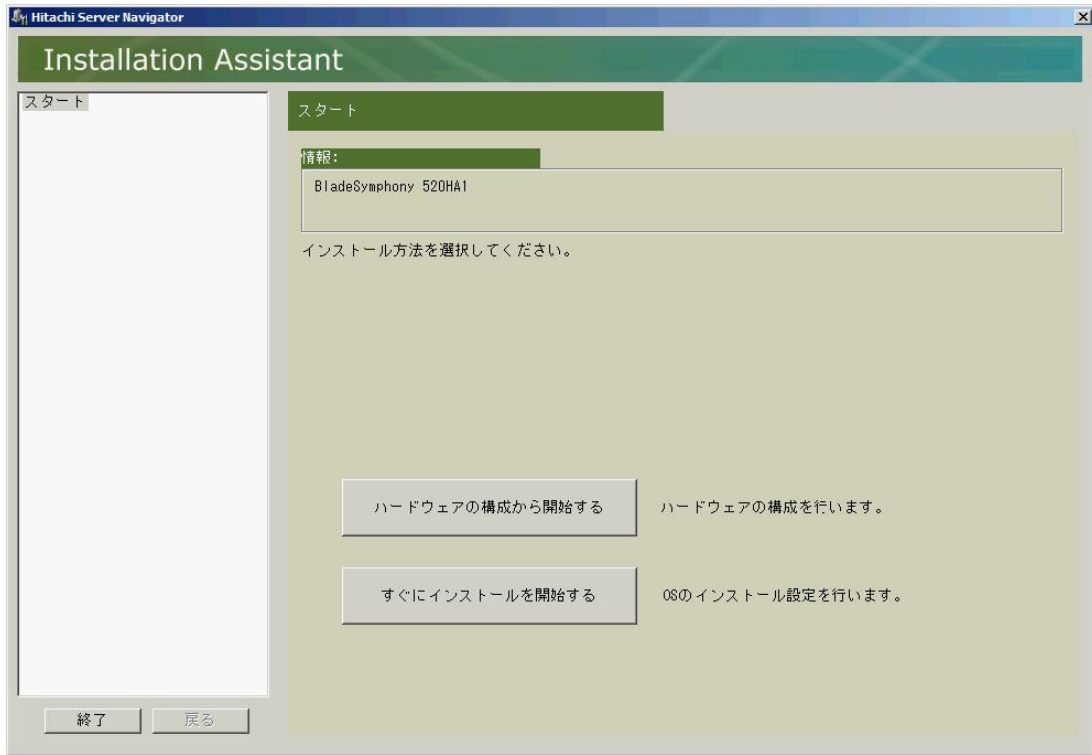 Hitachi Server Navigator
Installation Assistant
スタート
スタート
情報:
BladeSymphony 520HA1
インストール方法を選択してください。
ハードウェアの構成から開始する
ハードウェアの構成を行います。
すぐにインストールを開始する
OSのインストール設定を行います。
終了
戻る